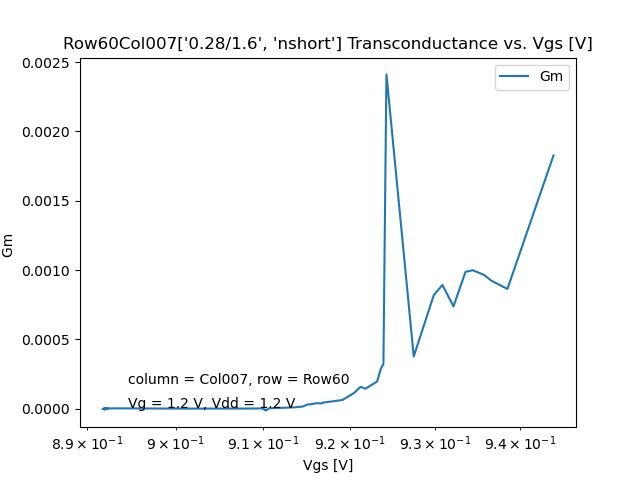 Row60Col007['0.28/1.6', 'nshort'] Transconductance vs. Vgs [V]
Gm
0.0025
0.0020
0.0015
0.0010
0.0005
0.0000
Gm
column = Col007, row = Row60
Vg = 1.2 V, Vdd = 1.2 V
8.9 × 10⁻¹
9 × 10⁻¹
9.1 × 10⁻¹
9.2 × 10⁻¹
9.3 × 10⁻¹
9.4 × 10⁻¹
Vgs [V]